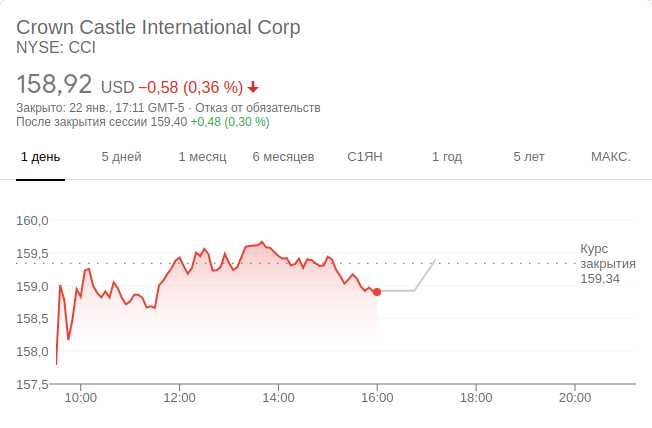 Crown Castle International Corp
NYSE: CCI
158,92 USD −0,58 (0,36 %)
Закрыто: 22 янв., 17:11 GMT-5 · Отказ от обязательств
После закрытия сессии 159,40 +0,48 (0,30 %)
1 день 5 дней 1 месяц 6 месяцев С1ЯН 1 год 5 лет МАКС.
160,0
159,5
159,0
158,5
158,0
157,5
Курс
закрытия
159,34
10:00 12:00 14:00 16:00 18:00 20:00